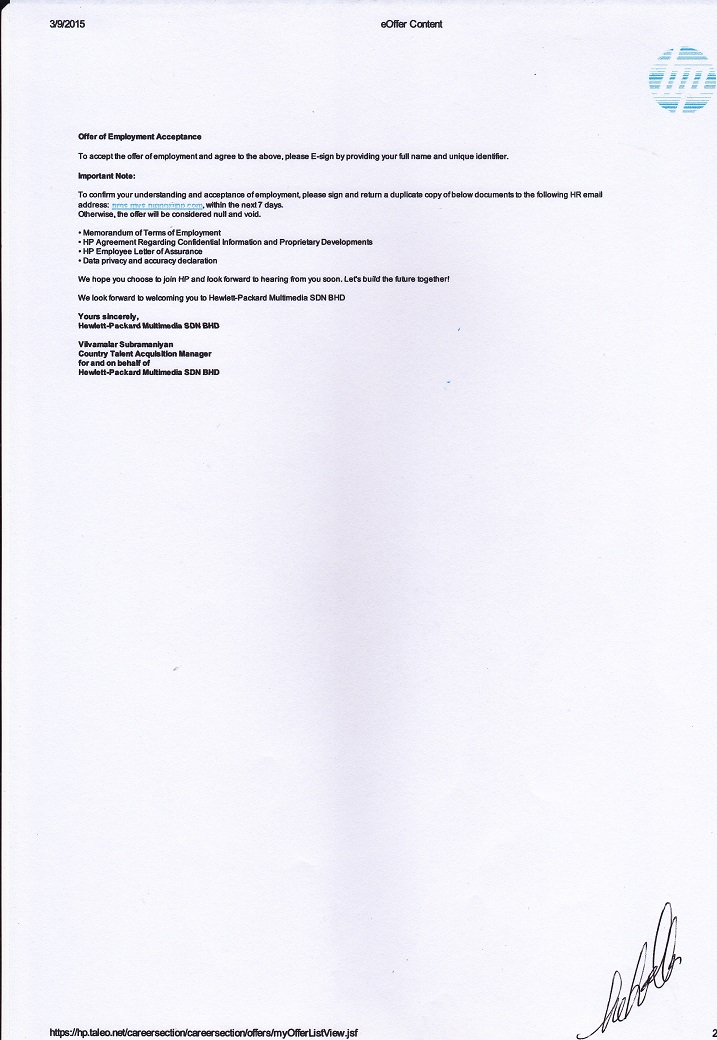 3/9/2015
eOffer Content
hp
Offer of Employment Acceptance
To accept the offer of employment and agree to the above, please E-sign by providing your full name and unique identifier.
Important Note:
To confirm your understanding and acceptance of employment, please sign and return a duplicate copy of below documents to the following HR email
address: , within the next 7 days.
Otherwise, the offer will be considered null and void.
• Memorandum of Terms of Employment
• HP Agreement Regarding Confidential Information and Proprietary Developments
• HP Employee Letter of Assurance
• Data privacy and accuracy declaration
We hope you choose to join HP and look forward to hearing from you soon. Let's build the future together!
We look forward to welcoming you to Hewlett-Packard Multimedia SDN BHD
Yours sincerely,
Hewlett-Packard Multimedia SDN BHD
Vilvamalar Subramaniyan
Country Talent Acquisition Manager
for and on behalf of
Hewlett-Packard Multimedia SDN BHD
https://hp.taleo.net/careersection/careersection/offers/myOfferListView.jsf
2